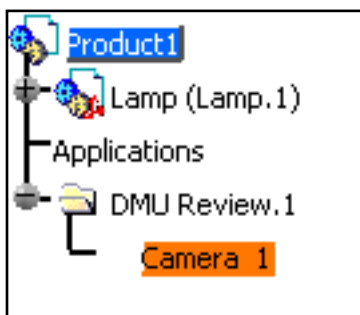 Product1
Lamp (Lamp.1)
Applications
DMU Review.1
Camera 1